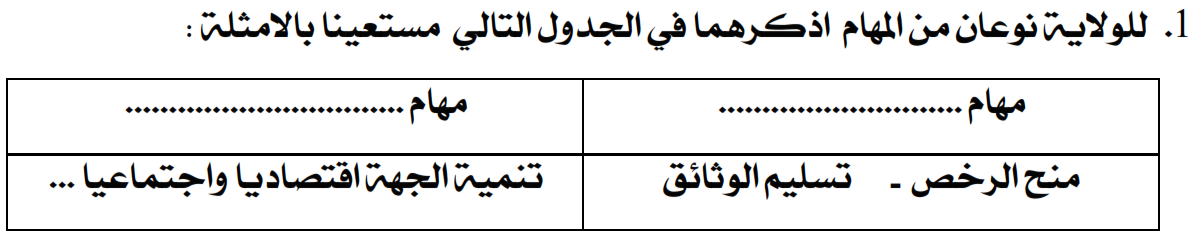 1. للولاية نوعان من المهام اذكرهما في الجدول التالي مستعينا بالامثلة :
مهام ............................
مهام ................................
منح الرخص - تسليم الوثائق
تنمية الجهة اقتصاديا واجتماعيا ...